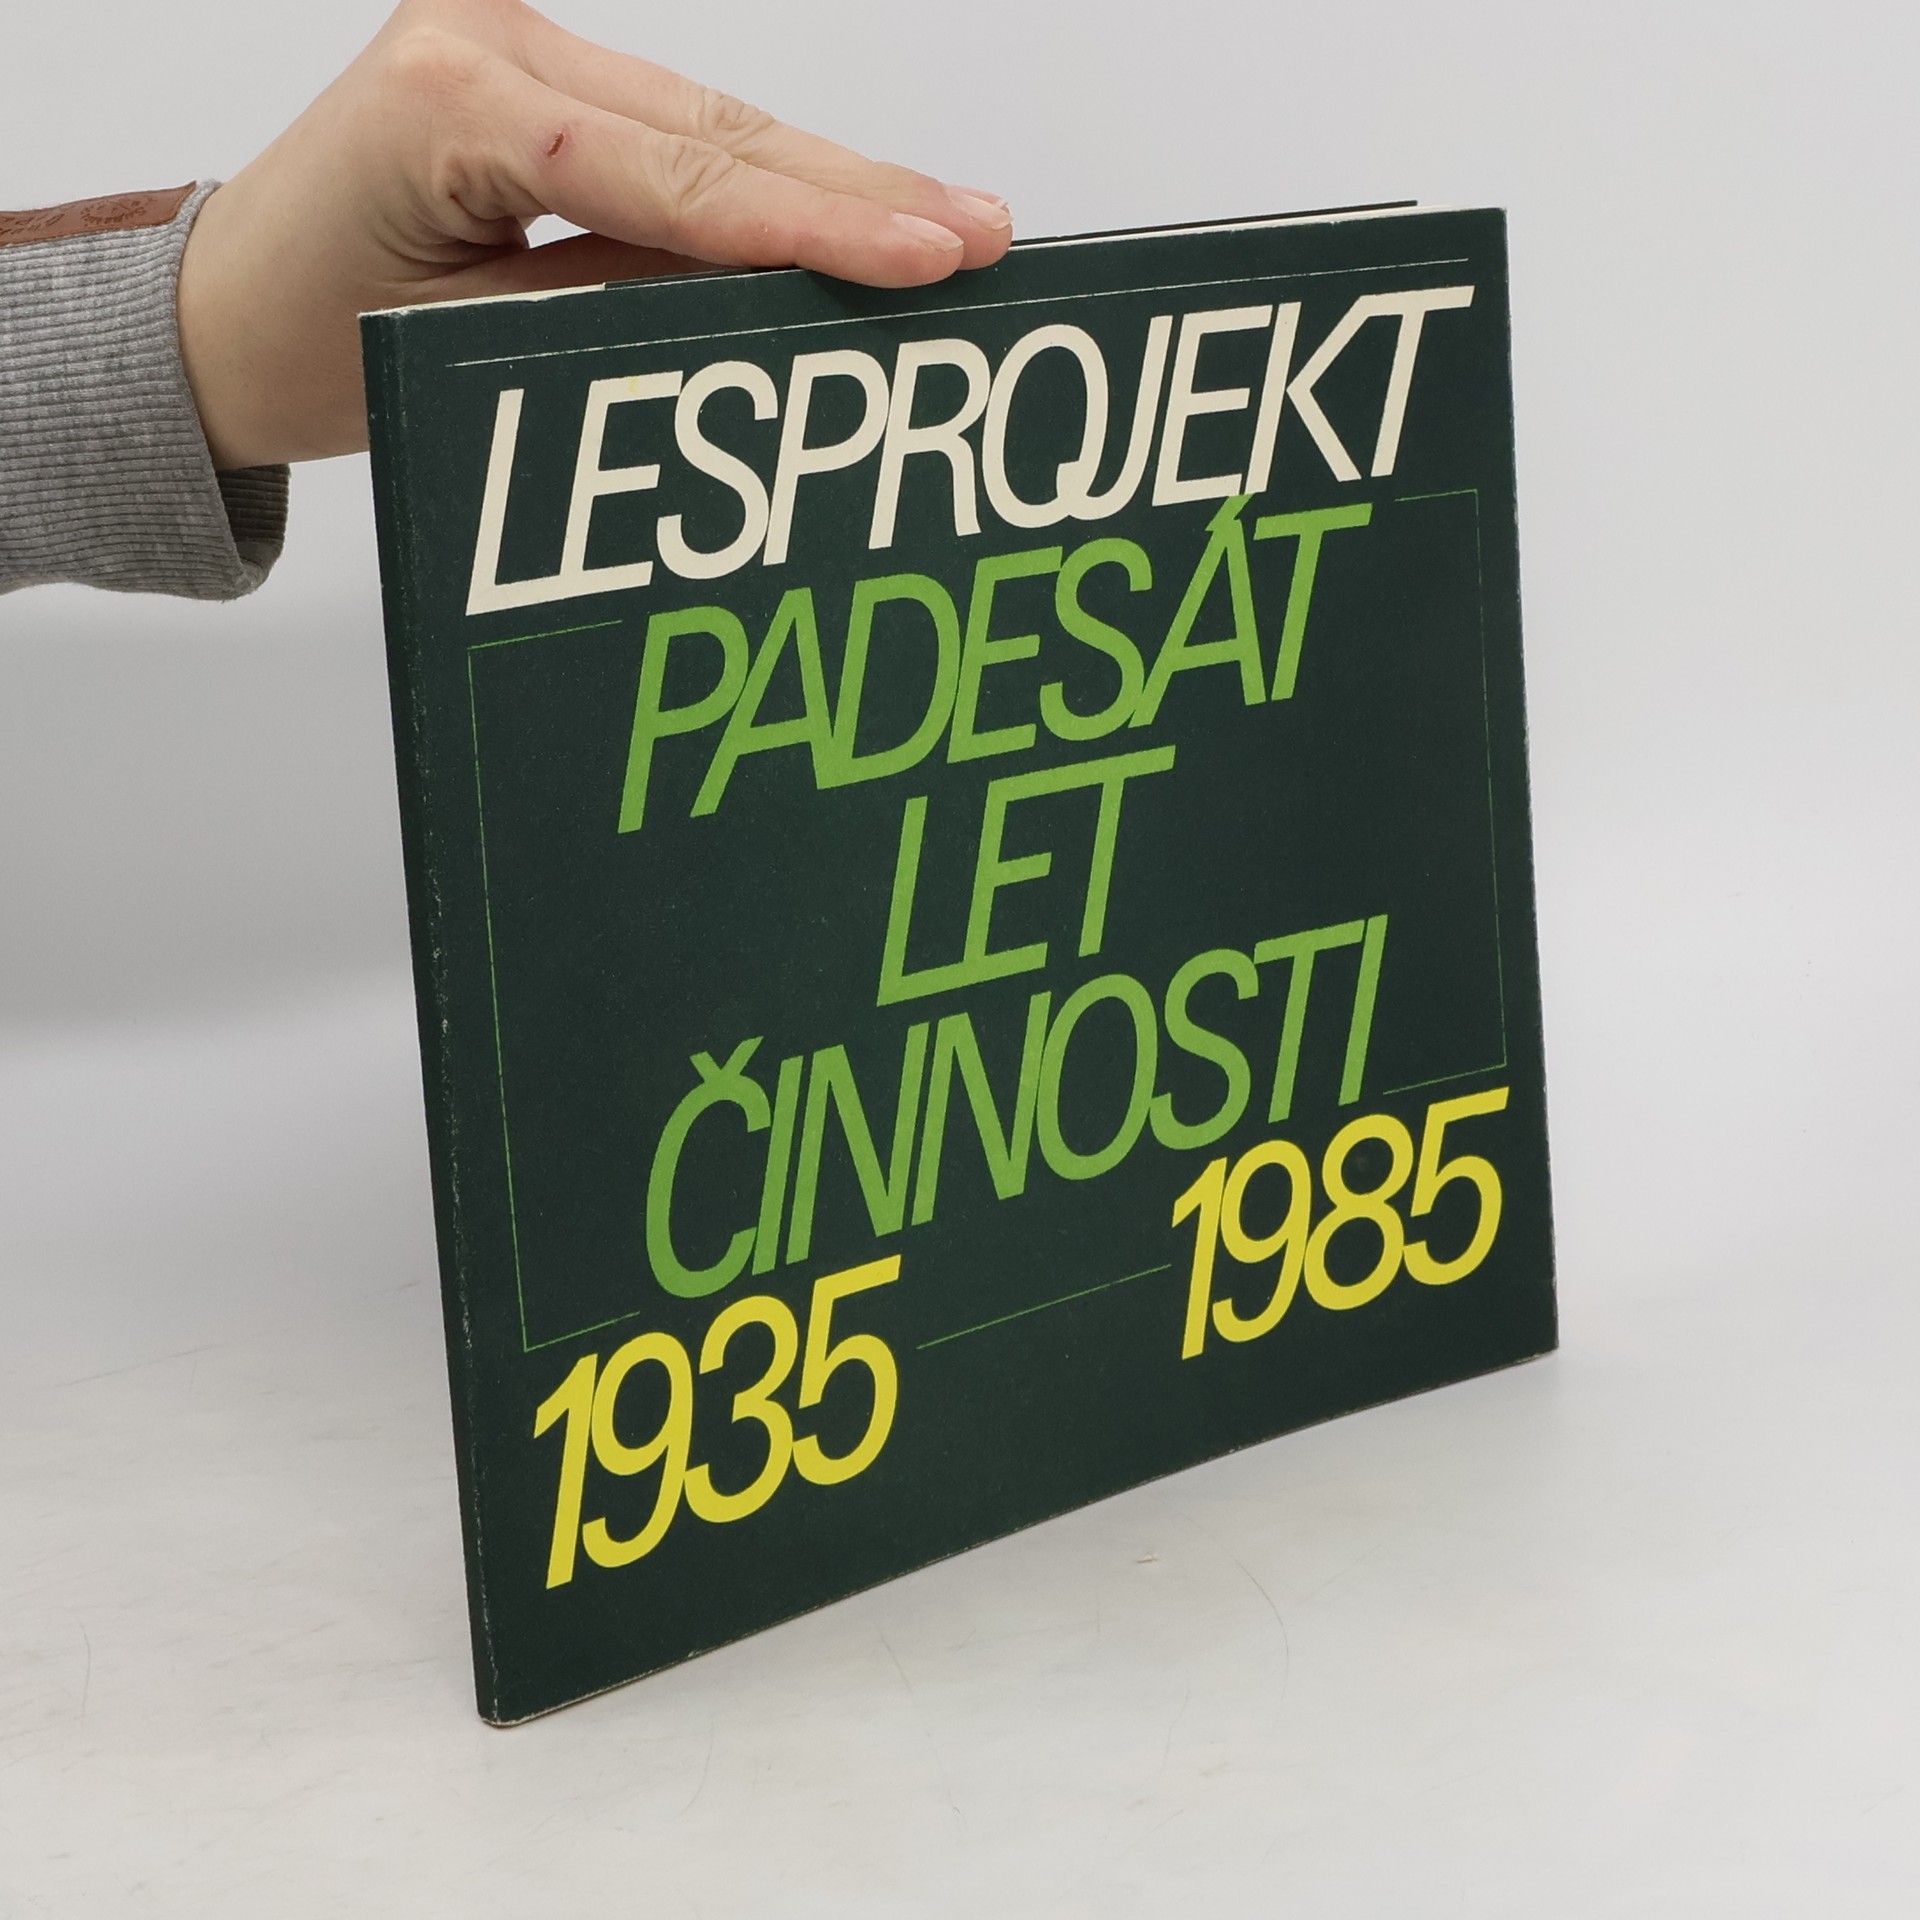 LESPROJEKT
PADESÁT
LET
ČINNOSTI
1935 1985